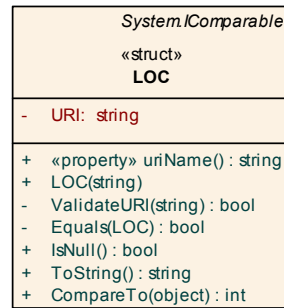 System.IComparable
«struct»
LOC
- URI: string
+ «property» uriName() : string
+ LOC(string)
- ValidateURI(string) : bool
- Equals(LOC) : bool
+ IsNull() : bool
+ ToString() : string
+ CompareTo(object) : int